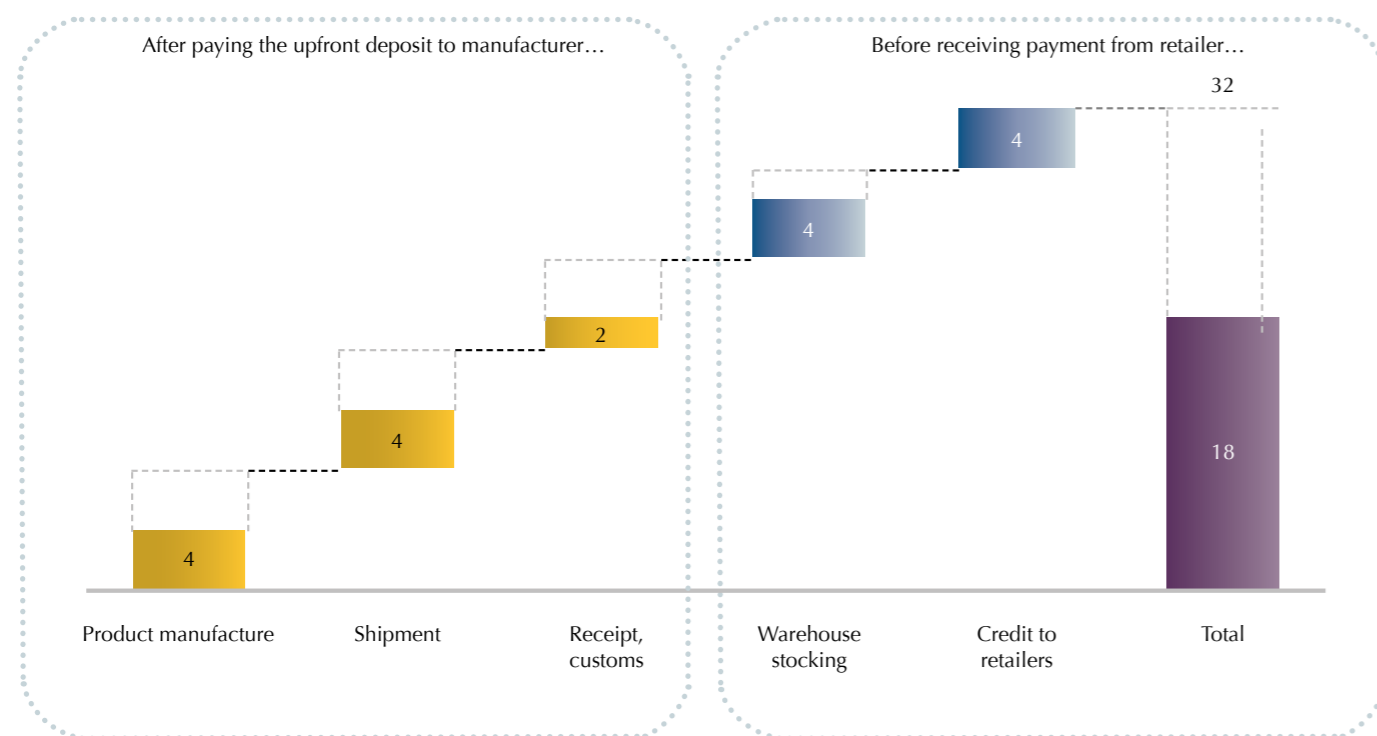 After paying the upfront deposit to manufacturer…
Before receiving payment from retailer…
32
4
4
2
4
4
18
Product manufacture
Shipment
Receipt,
customs
Warehouse
stocking
Credit to
retailers
Total